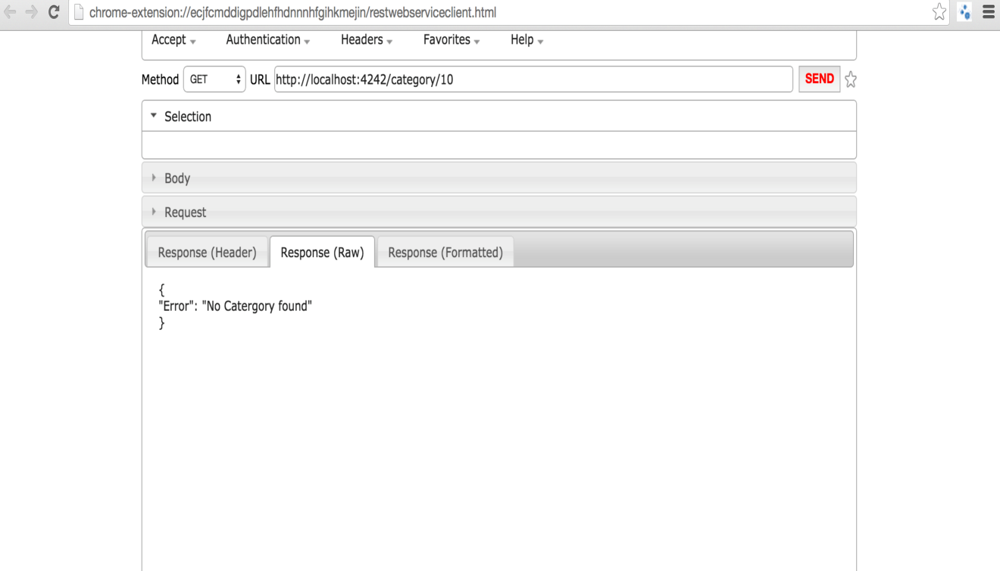 chrome-extension://ecjfcmddigpdlehfhdnnnhfgihkmejin/restwebserviceclient.html
Accept Authentication Headers Favorites Help
Method GET URL http://localhost:4242/category/10 SEND
Selection
Body
Request
Response (Header) Response (Raw) Response (Formatted)
{
"Error": "No Catergory found"
}